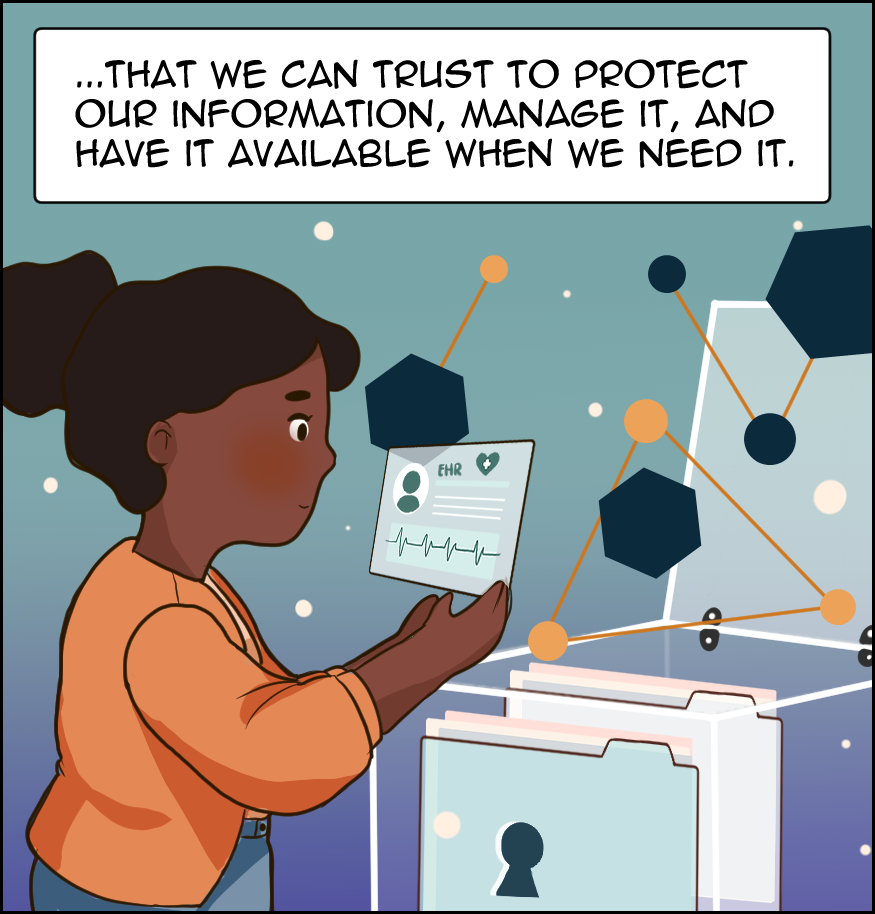 ...THAT WE CAN TRUST TO PROTECT
OUR INFORMATION, MANAGE IT, AND
HAVE IT AVAILABLE WHEN WE NEED IT.
EHR